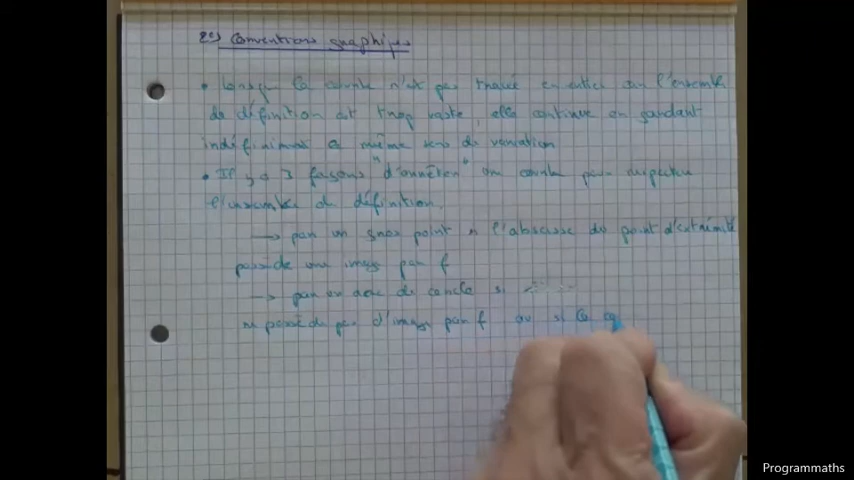 2°) Conventions graphiques
• Lorsque la courbe n'est pas tracée en entier car l'ensemble
de définition est trop vaste, elle continue en gardant
indéfiniment ce même sens de variation
• Il y a 3 façons "d'arrêter" une courbe pour respecter
l'ensemble de définition.
→ par un gros point si l'abscisse du point d'extrémité
possède une image par f
→ par un arc de cercle si
ne possède pas d'image par f ou si la
Programmaths